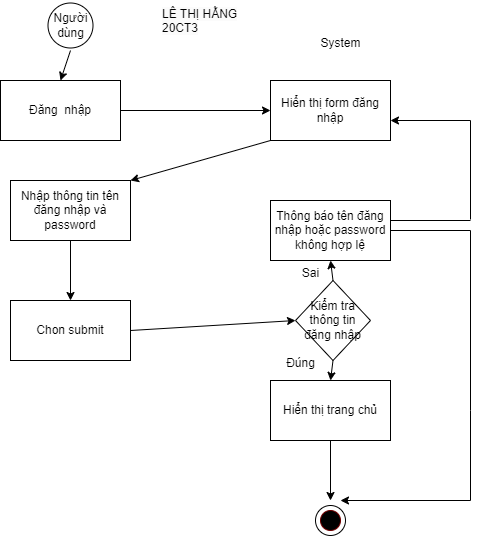 Người
dùng
LÊ THỊ HẰNG
20CT3
System
Đăng nhập
Hiển thị form đăng
nhập
Nhập thông tin tên
đăng nhập và
password
Thông báo tên đăng
nhập hoặc password
không hợp lệ
Sai
Kiểm tra
thông tin
đăng nhập
Chon submit
Đúng
Hiển thị trang chủ